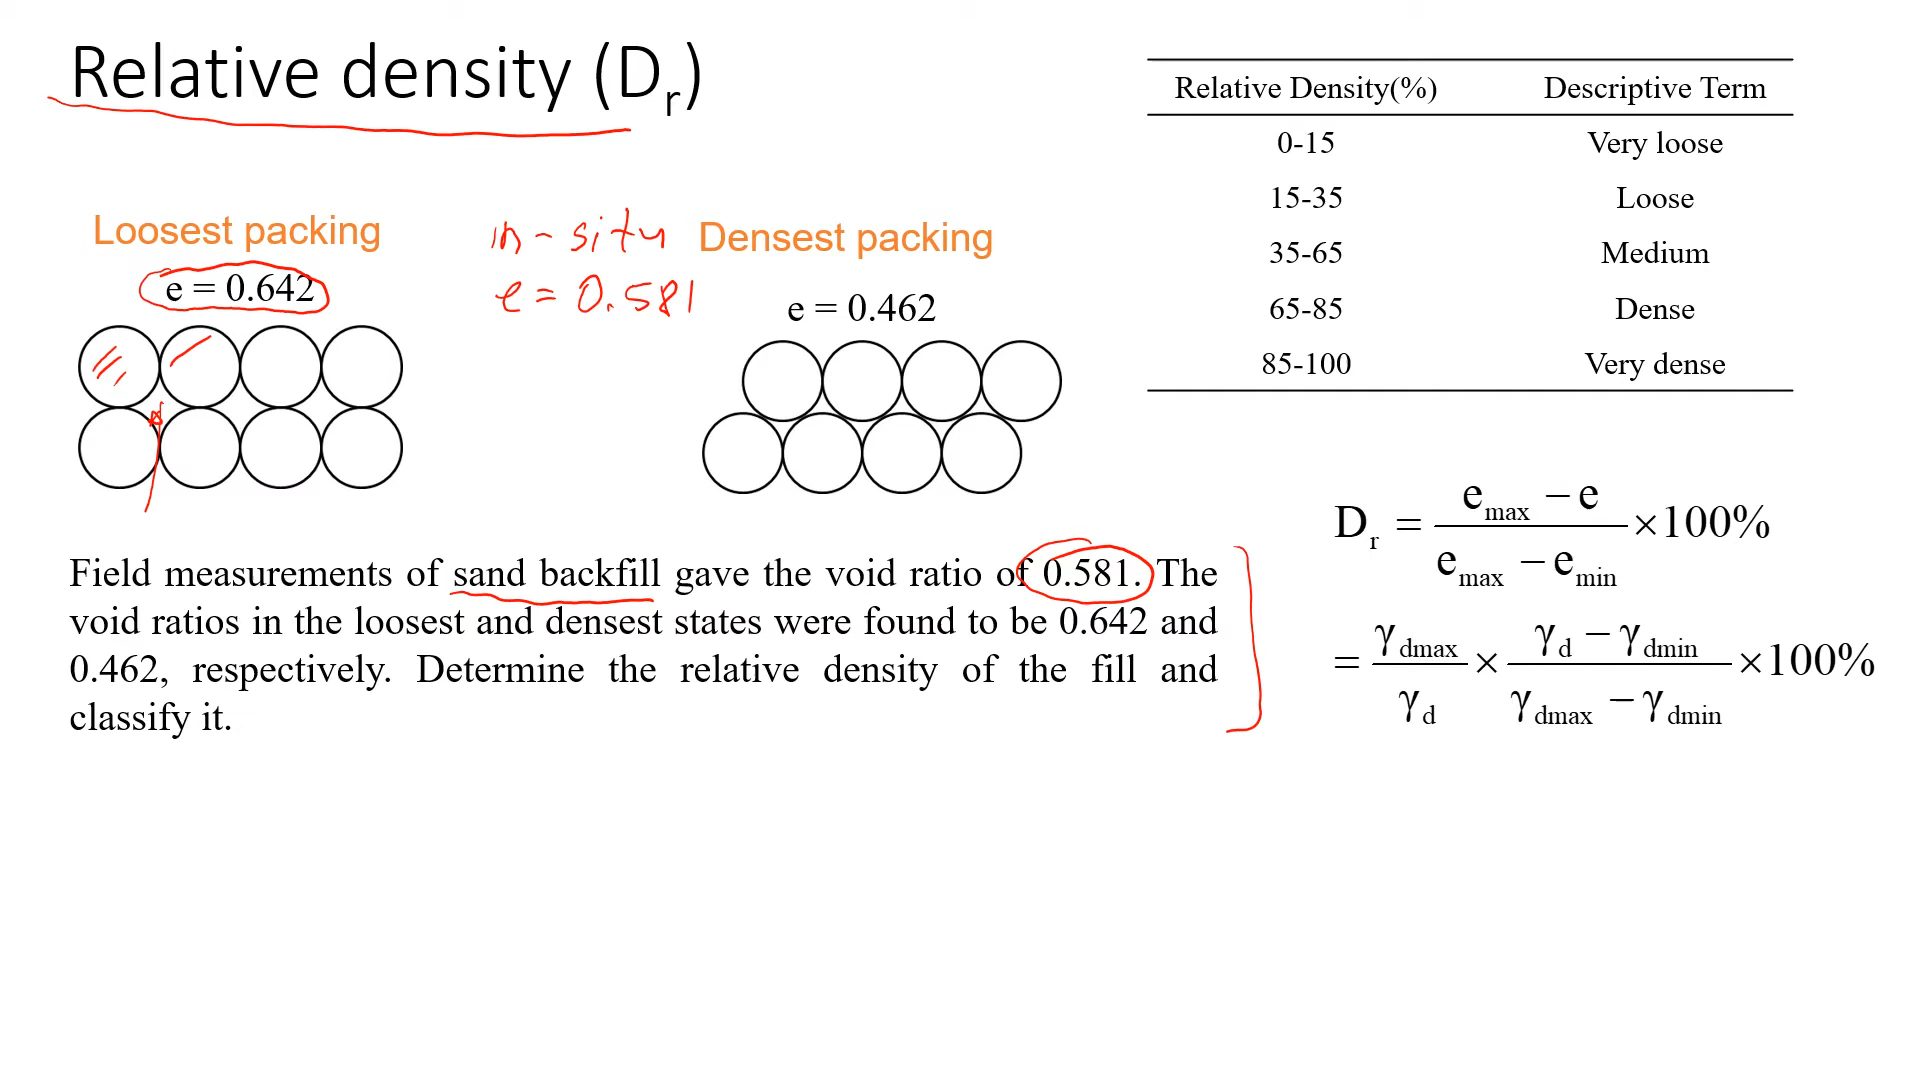 Relative density (Dr)
Loosest packing
e = 0.642
in-situ
e = 0.581
Densest packing
e = 0.462
Relative Density(%) Descriptive Term
0-15 Very loose
15-35 Loose
35-65 Medium
65-85 Dense
85-100 Very dense
Field measurements of sand backfill gave the void ratio of 0.581. The
void ratios in the loosest and densest states were found to be 0.642 and
0.462, respectively. Determine the relative density of the fill and
classify it.
Dr = (emax − e) / (emax − emin) ×100%
= γdmax / γd × (γd − γdmin) / (γdmax − γdmin) ×100%